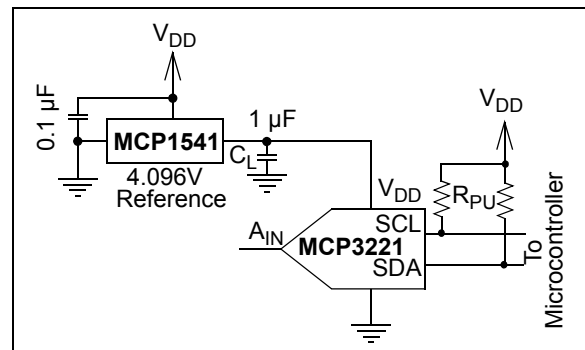 V_DD
0.1 µF
1 µF
MCP1541
C_L
4.096V
Reference
V_DD
V_DD
R_PU
SCL
A_IN
MCP3221
SDA
To
Microcontroller